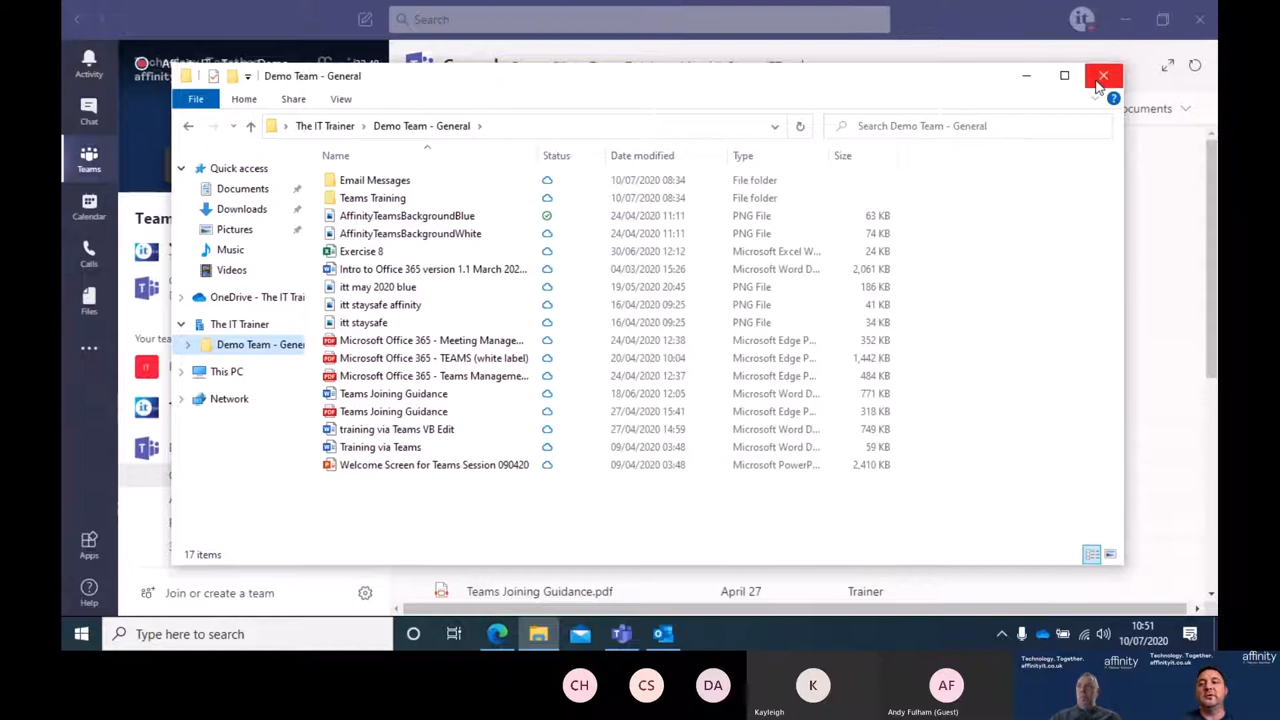 Search
Activity
Chat
Teams
Calendar
Calls
Files
Apps
Help
Demo Team - General
File
Home
Share
View
The IT Trainer
Demo Team - General
Search Demo Team - General
ocuments
Name
Status
Date modified
Type
Size
Quick access
Documents
Downloads
Pictures
Music
Videos
OneDrive - The IT Trai
The IT Trainer
Demo Team - Gene
This PC
Network
Email Messages 10/07/2020 08:34 File folder
Teams Training 10/07/2020 08:34 File folder
AffinityTeamsBackgroundBlue 24/04/2020 11:11 PNG File 63 KB
AffinityTeamsBackgroundWhite 24/04/2020 11:11 PNG File 74 KB
Exercise 8 30/06/2020 12:12 Microsoft Excel W... 24 KB
Intro to Office 365 version 1.1 March 202... 04/03/2020 15:26 Microsoft Word D... 2,061 KB
itt may 2020 blue 19/05/2020 20:45 PNG File 186 KB
itt staysafe affinity 16/04/2020 09:25 PNG File 41 KB
itt staysafe 16/04/2020 09:25 PNG File 34 KB
Microsoft Office 365 - Meeting Manage... 24/04/2020 12:38 Microsoft Edge P... 352 KB
Microsoft Office 365 - TEAMS (white label) 20/04/2020 10:04 Microsoft Edge P... 1,442 KB
Microsoft Office 365 - Teams Manageme... 24/04/2020 12:37 Microsoft Edge P... 484 KB
Teams Joining Guidance 18/06/2020 12:05 Microsoft Word D... 771 KB
Teams Joining Guidance 27/04/2020 15:41 Microsoft Edge P... 318 KB
training via Teams VB Edit 27/04/2020 14:59 Microsoft Word D... 749 KB
Training via Teams 09/04/2020 03:48 Microsoft Word D... 59 KB
Welcome Screen for Teams Session 090420 09/04/2020 03:48 Microsoft PowerP... 2,410 KB
17 items
Team
Your tea
Join or create a team
Teams Joining Guidance.pdf April 27 Trainer
Type here to search
10:51
10/07/2020
CH
CS
DA
K
Kayleigh
AF
Andy Fulham (Guest)
Technology. Together.
affinityit.co.uk
affinity
Technology. Together.
affinityit.co.uk
affinity